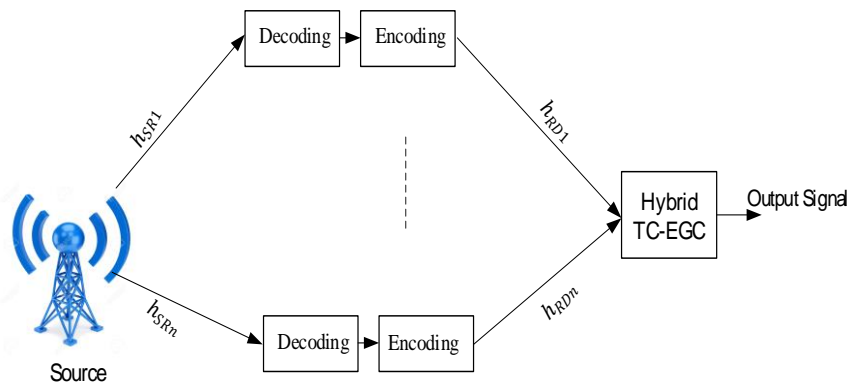 Decoding
Encoding
h_SR1
h_RD1
Hybrid
TC-EGC
Output Signal
h_SRn
h_RDn
Decoding
Encoding
Source